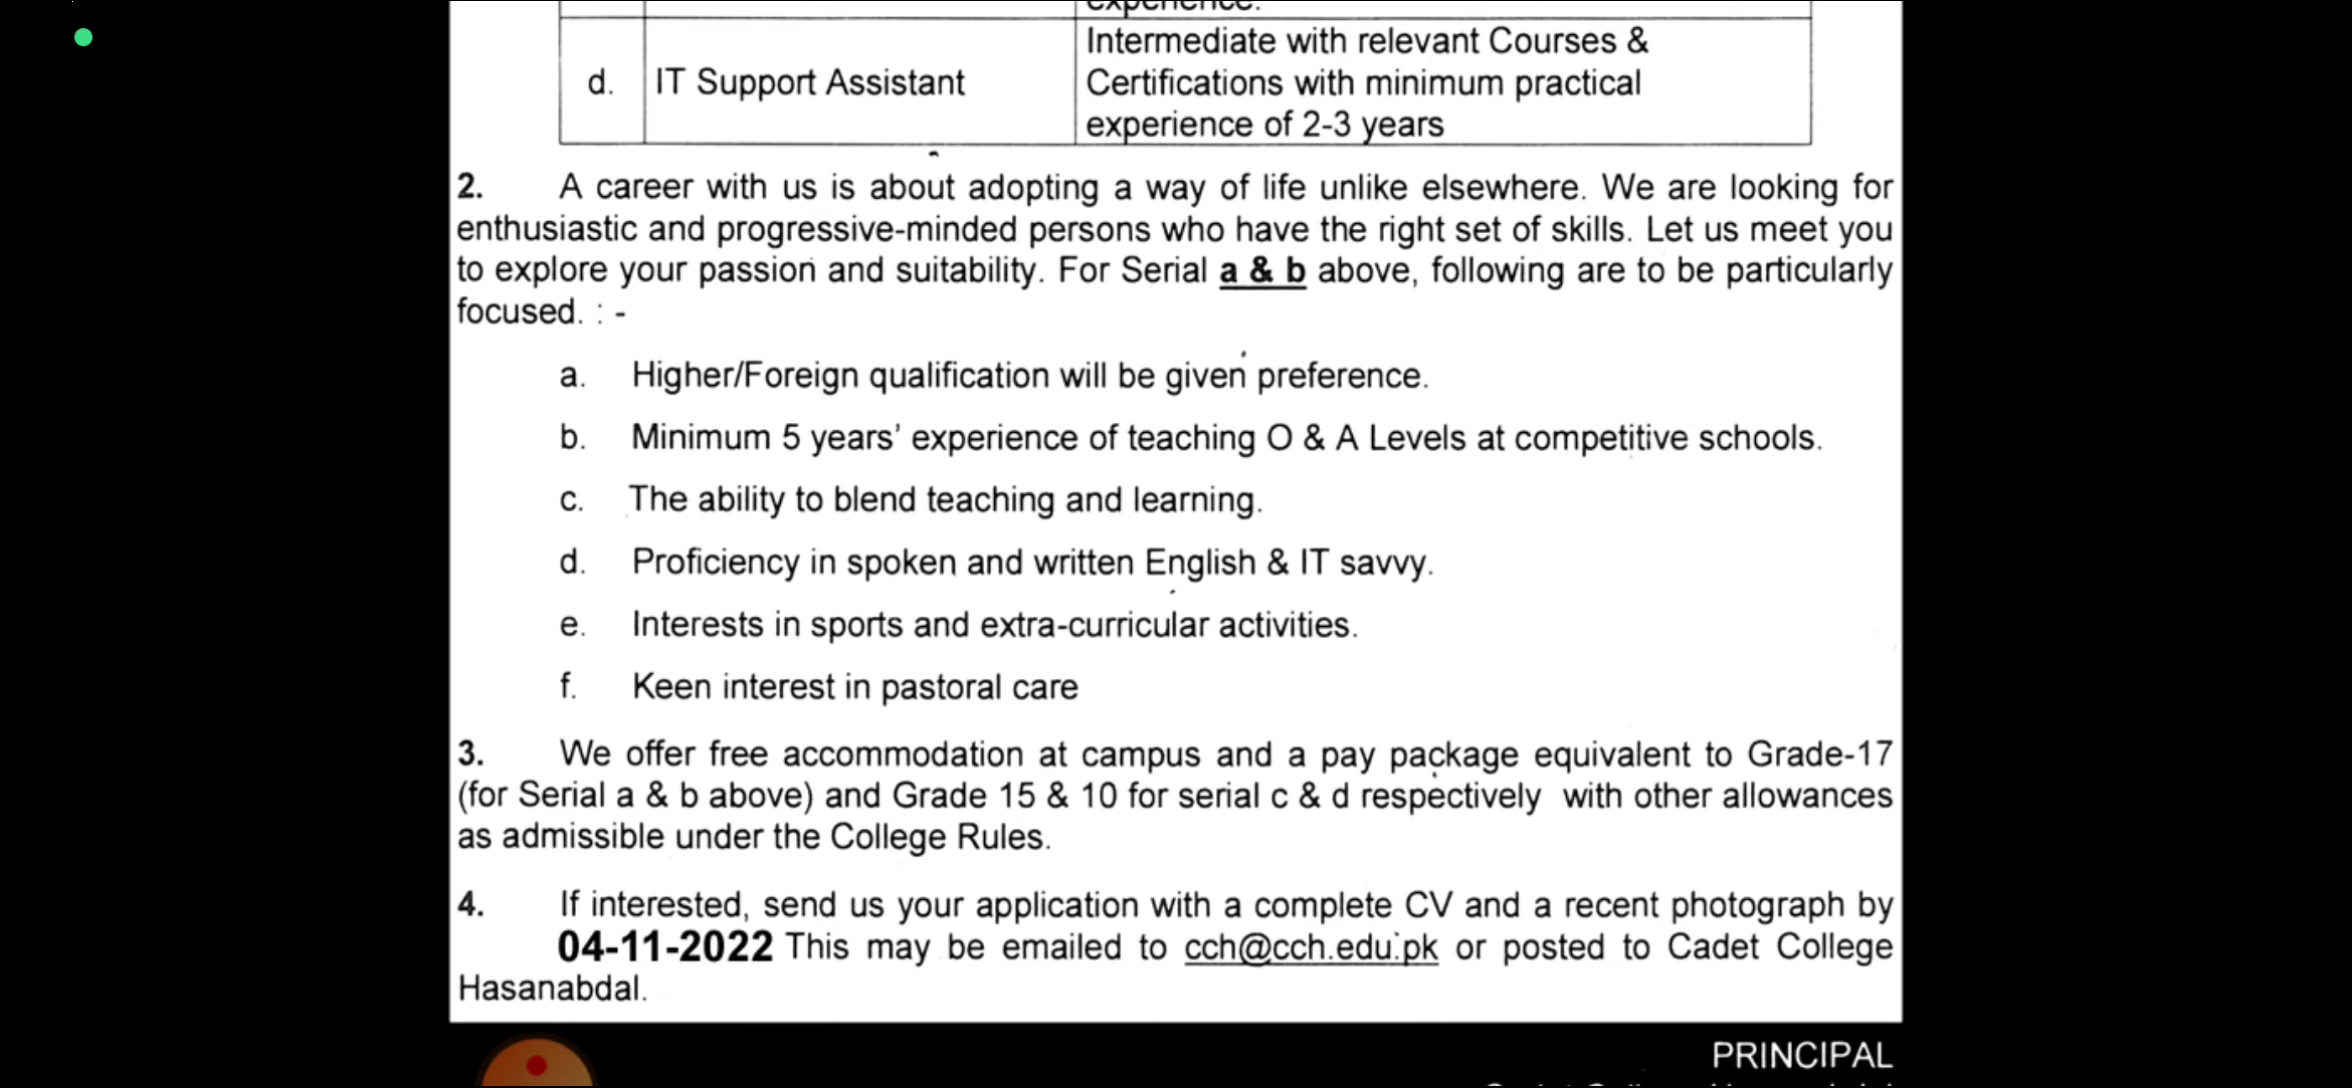 experience.
d. IT Support Assistant
Intermediate with relevant Courses &
Certifications with minimum practical
experience of 2-3 years
2. A career with us is about adopting a way of life unlike elsewhere. We are looking for
enthusiastic and progressive-minded persons who have the right set of skills. Let us meet you
to explore your passion and suitability. For Serial a & b above, following are to be particularly
focused. : -
a. Higher/Foreign qualification will be given preference.
b. Minimum 5 years' experience of teaching O & A Levels at competitive schools.
c. The ability to blend teaching and learning.
d. Proficiency in spoken and written English & IT savvy.
e. Interests in sports and extra-curricular activities.
f. Keen interest in pastoral care
3. We offer free accommodation at campus and a pay package equivalent to Grade-17
(for Serial a & b above) and Grade 15 & 10 for serial c & d respectively with other allowances
as admissible under the College Rules.
4. If interested, send us your application with a complete CV and a recent photograph by
04-11-2022 This may be emailed to cch@cch.edu.pk or posted to Cadet College
Hasanabdal.
PRINCIPAL